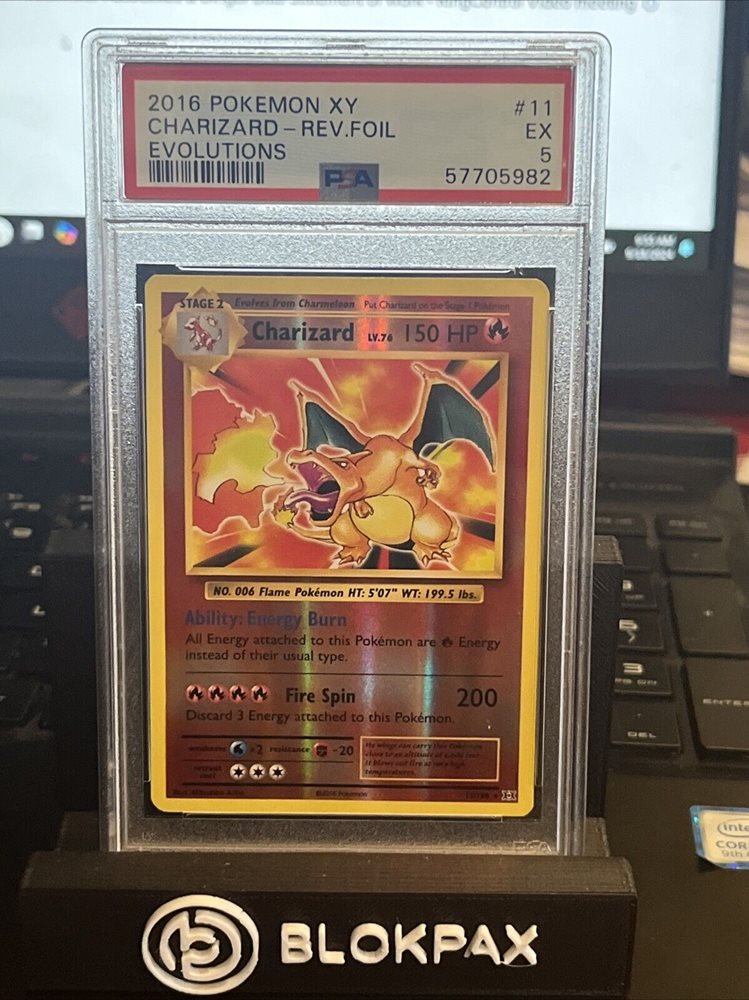 2016 POKEMON XY #11
CHARIZARD - REV.FOIL EX
EVOLUTIONS 5
PSA 57705982
STAGE 2 Evolves from Charmeleon Put Charizard on the Stage 1 Pokémon
Charizard LV.76 150 HP
NO. 006 Flame Pokémon HT: 5'07" WT: 199.5 lbs.
Ability: Energy Burn
All Energy attached to this Pokémon are Energy
instead of their usual type.
Fire Spin 200
Discard 3 Energy attached to this Pokémon.
weakness ×2 resistance -20
retreat
cost
©2016 Pokémon
ENTER
DEL
BLOKPAX